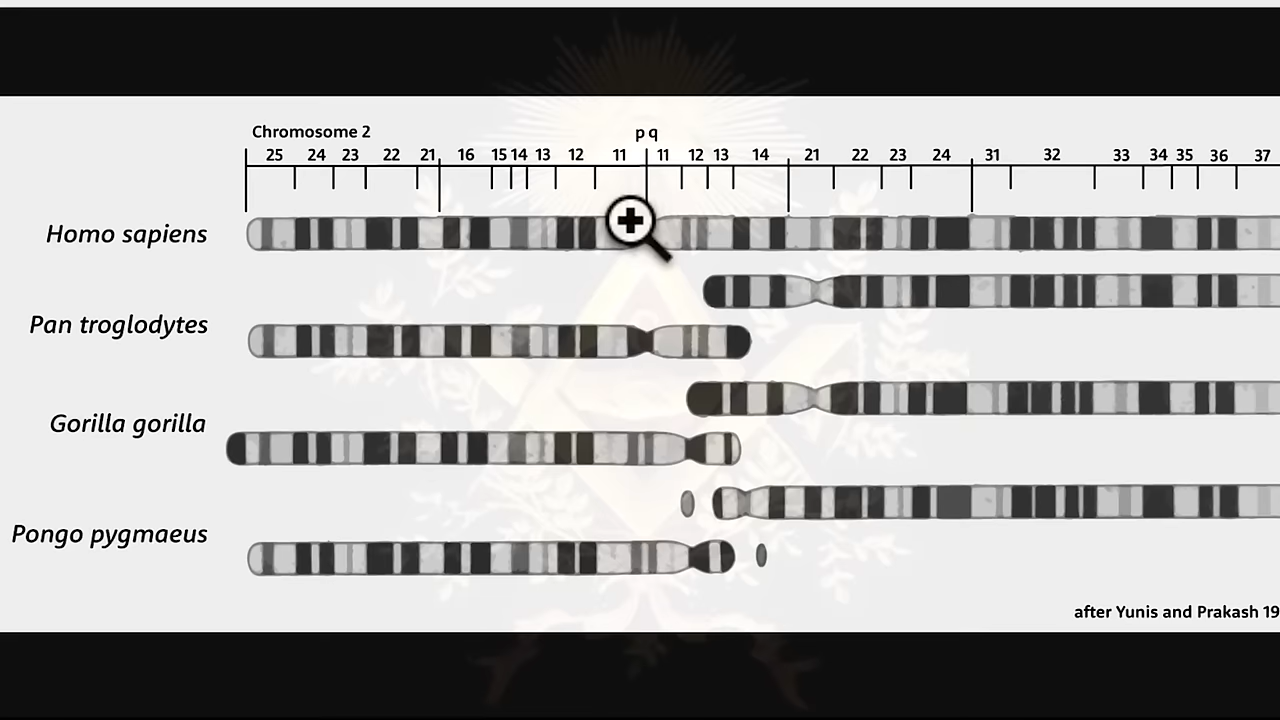 Chromosome 2
p q
25 24 23 22 21 16 15 14 13 12 11 11 12 13 14 21 22 23 24 31 32 33 34 35 36 37
Homo sapiens
Pan troglodytes
Gorilla gorilla
Pongo pygmaeus
after Yunis and Prakash 19